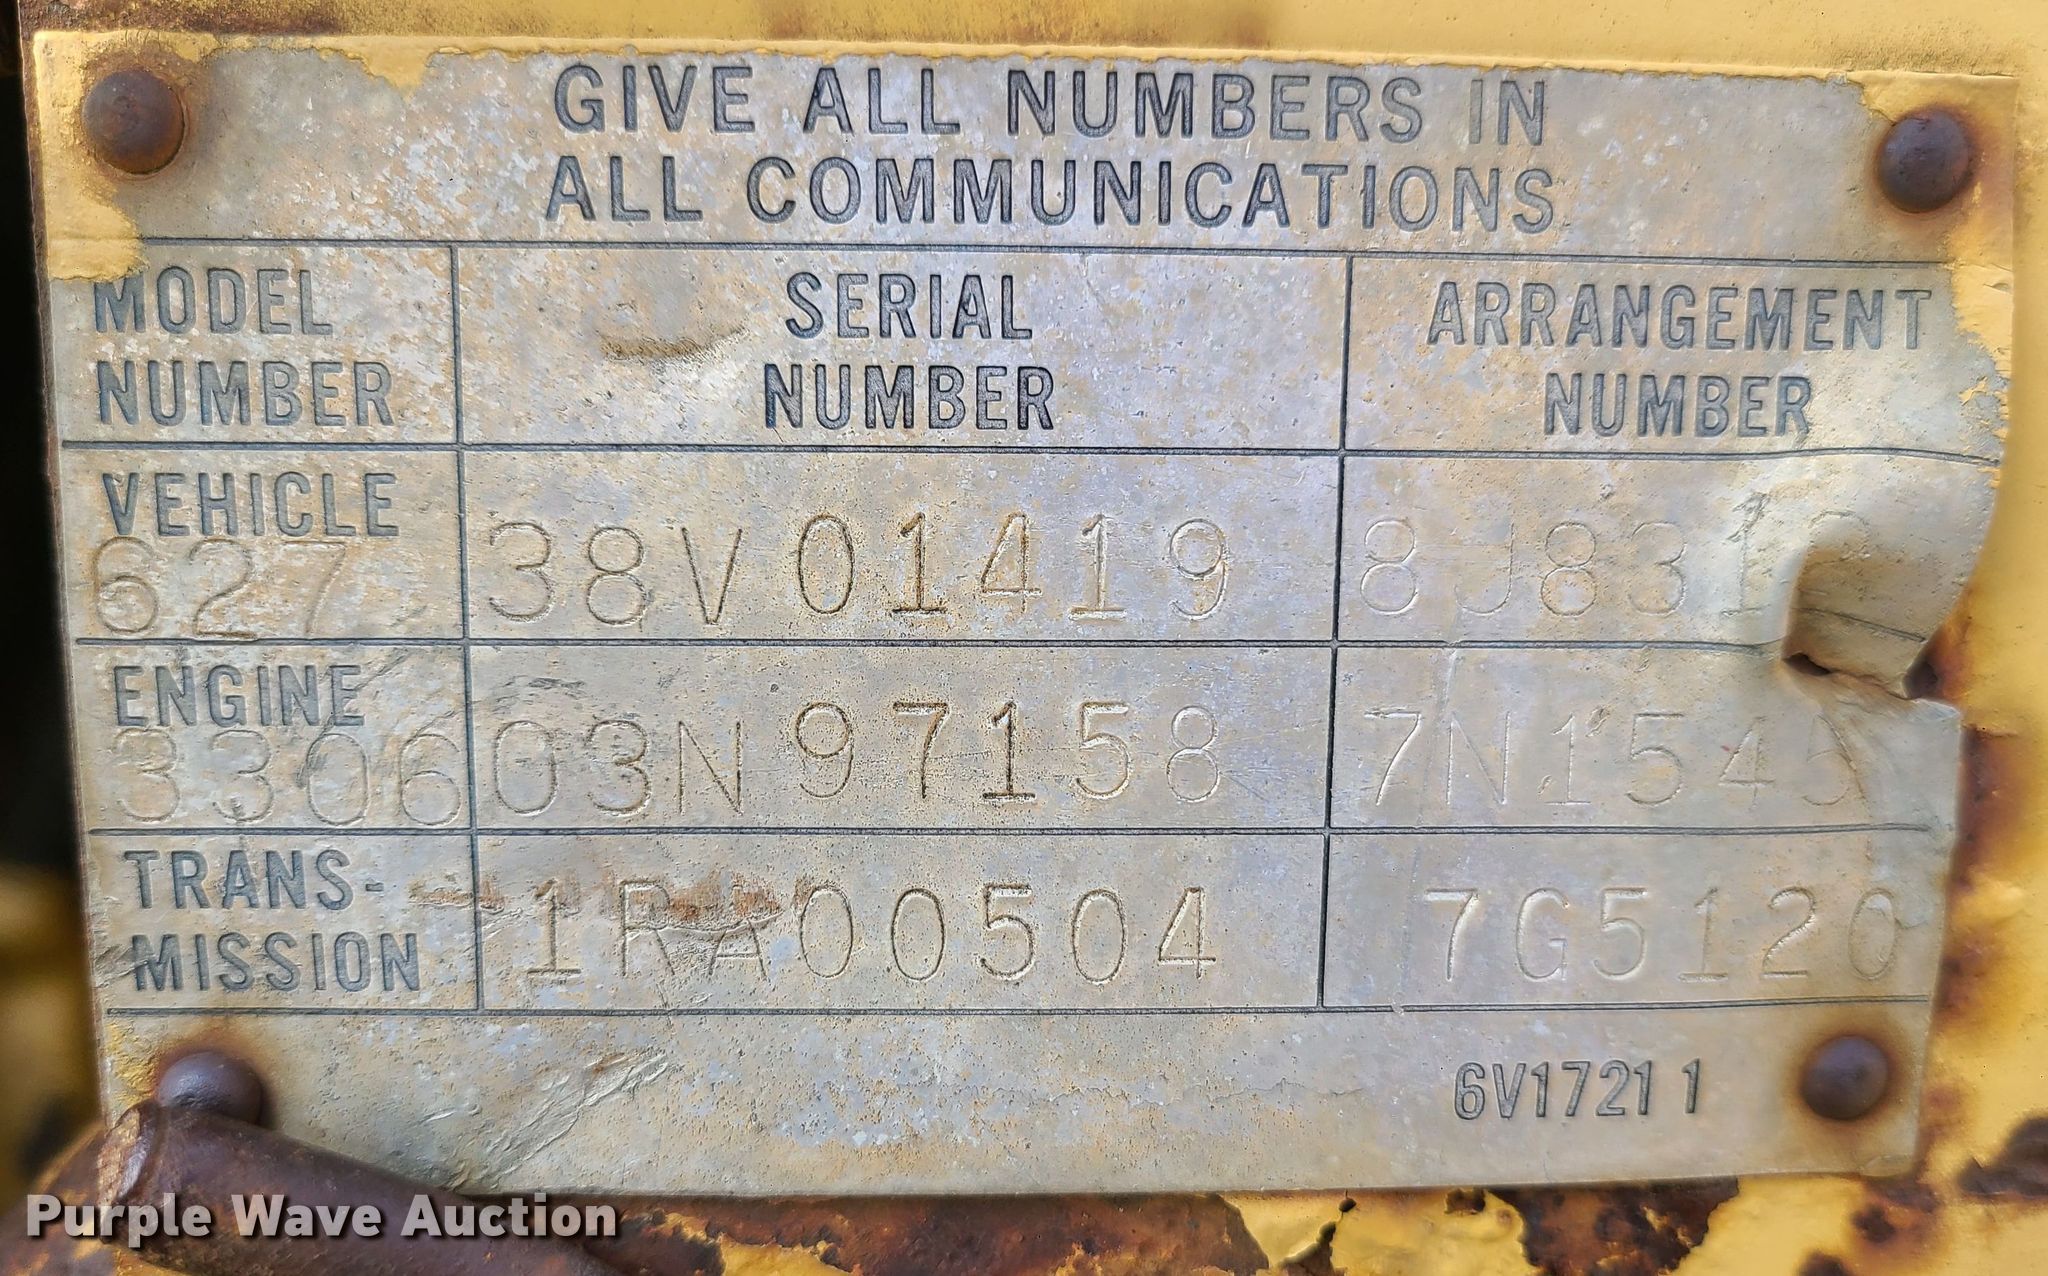 GIVE ALL NUMBERS IN
ALL COMMUNICATIONS
MODEL NUMBER
SERIAL NUMBER
ARRANGEMENT NUMBER
VEHICLE
627 38V01419
ENGINE
3306 03N97158
TRANS-
MISSION
1RA00504 7G5120
6V17211
Purple Wave Auction